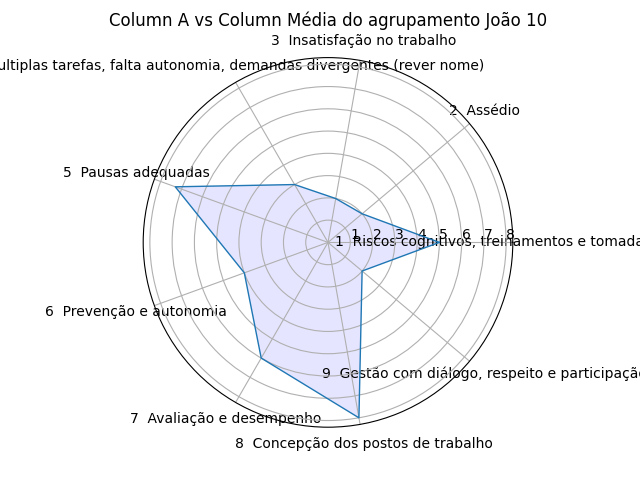 Column A vs Column Média do agrupamento João 10
3 Insatisfação no trabalho
ultiplas tarefas, falta autonomia, demandas divergentes (rever nome)
2 Assédio
5 Pausas adequadas
1 2 3 4 5 6 7 8
1 Riscos cognitivos, treinamentos e tomada
6 Prevenção e autonomia
9 Gestão com diálogo, respeito e participação
7 Avaliação e desempenho
8 Concepção dos postos de trabalho